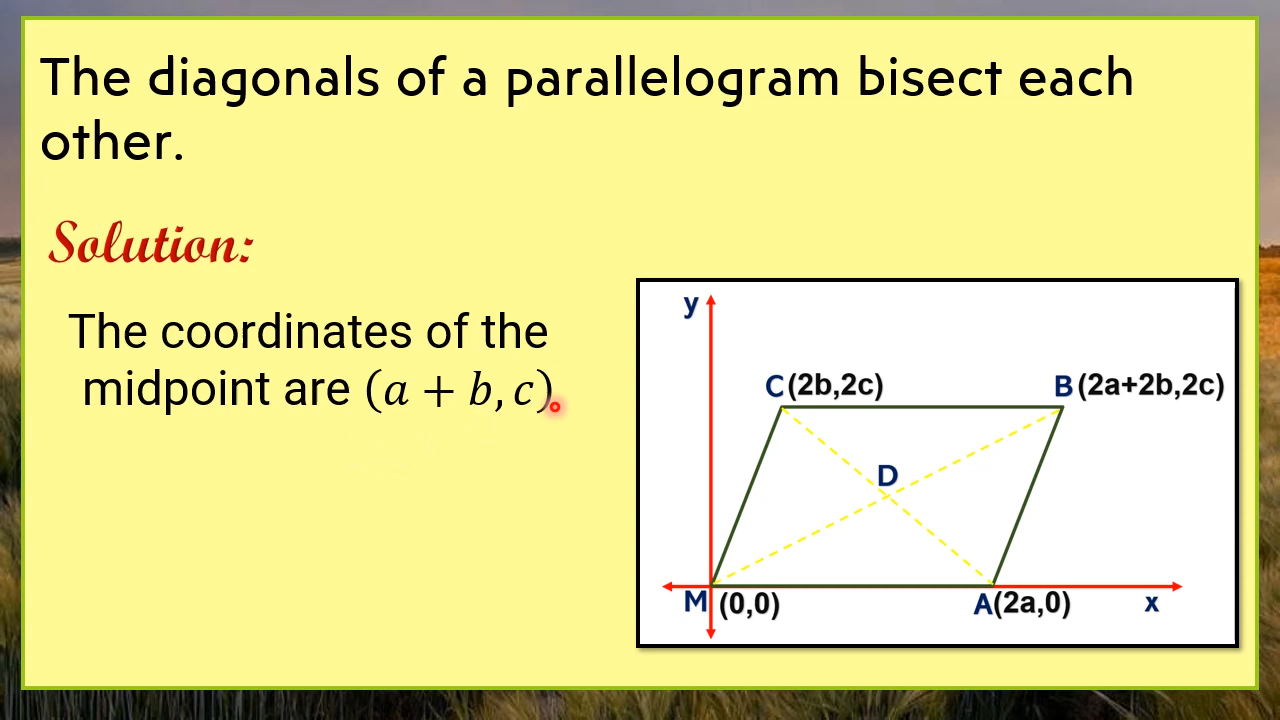 The diagonals of a parallelogram bisect each
other.
Solution:
The coordinates of the
midpoint are (𝑎 + 𝑏, 𝑐)
y
C (2b,2c)
B (2a+2b,2c)
D
M (0,0)
A(2a,0)
x